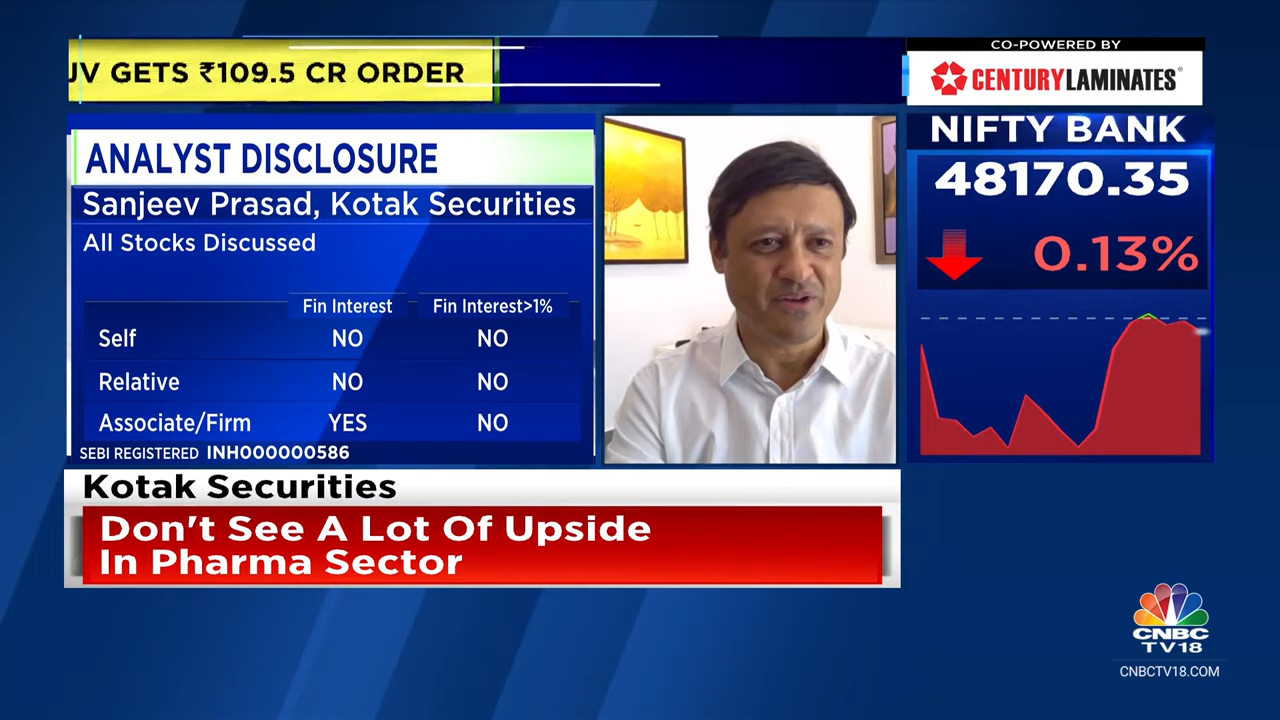 JV GETS ₹109.5 CR ORDER
CO-POWERED BY
CENTURYLAMINATES®
ANALYST DISCLOSURE
Sanjeev Prasad, Kotak Securities
All Stocks Discussed
Fin Interest Fin Interest>1%
Self NO NO
Relative NO NO
Associate/Firm YES NO
SEBI REGISTERED INH000000586
NIFTY BANK
48170.35
0.13%
Kotak Securities
Don't See A Lot Of Upside
In Pharma Sector
CNBC
TV18
CNBCTV18.COM